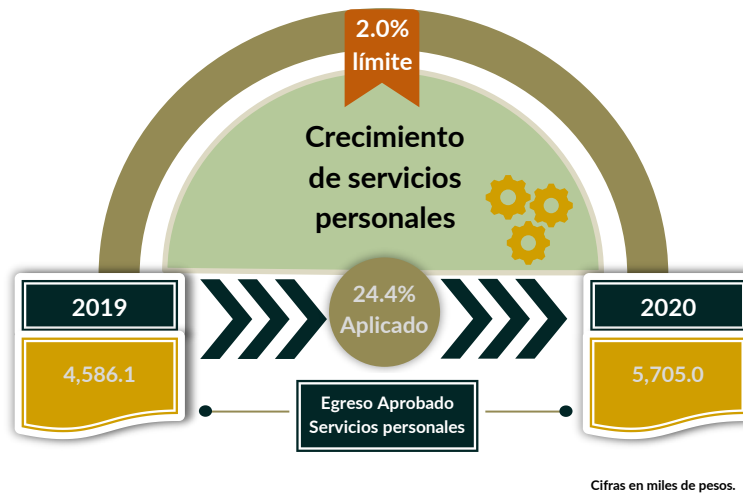 2.0%
límite
Crecimiento
de servicios
personales
2019
24.4%
Aplicado
2020
4,586.1
5,705.0
Egreso Aprobado
Servicios personales
Cifras en miles de pesos.